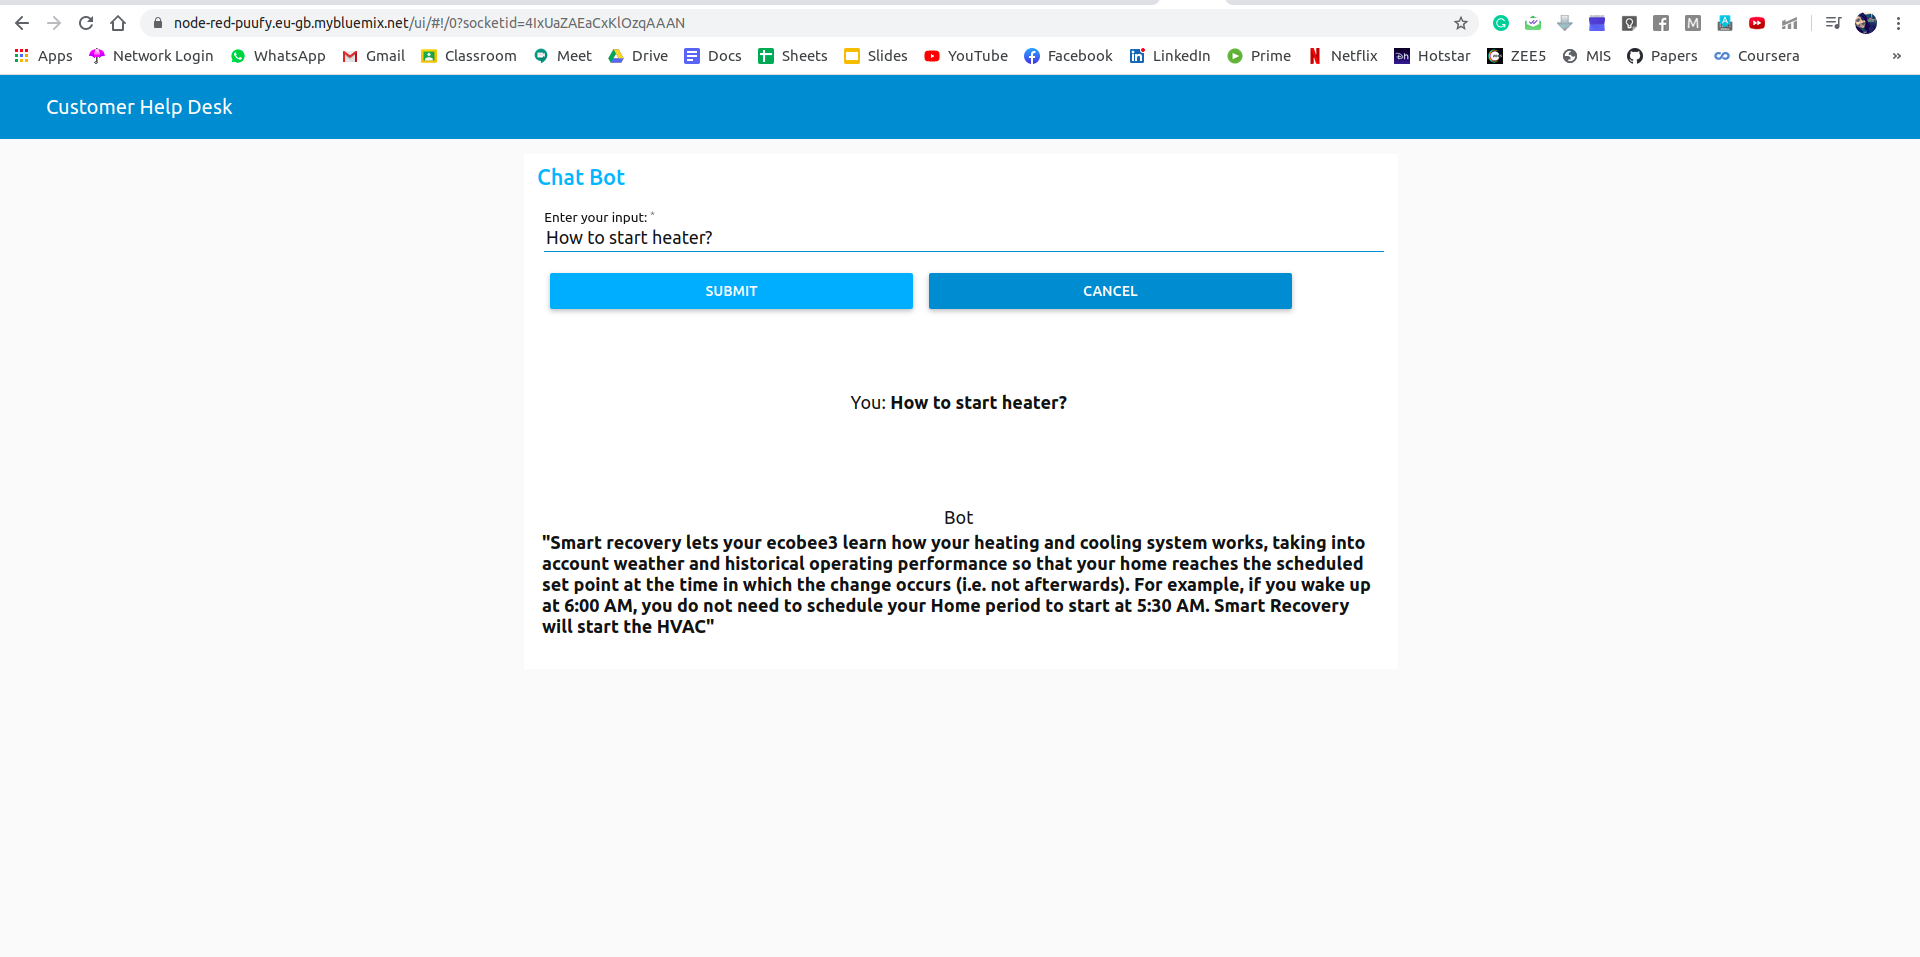 node-red-puufy.eu-gb.mybluemix.net/ui/#!/0?socketid=4IxUaZAEaCxKlOzqAAAN
Apps Network Login WhatsApp Gmail Classroom Meet Drive Docs Sheets Slides YouTube Facebook LinkedIn Prime Netflix Hotstar ZEE5 MIS Papers Coursera »
Customer Help Desk
Chat Bot
Enter your input: *
How to start heater?
SUBMIT CANCEL
You: How to start heater?
Bot
"Smart recovery lets your ecobee3 learn how your heating and cooling system works, taking into
account weather and historical operating performance so that your home reaches the scheduled
set point at the time in which the change occurs (i.e. not afterwards). For example, if you wake up
at 6:00 AM, you do not need to schedule your Home period to start at 5:30 AM. Smart Recovery
will start the HVAC"